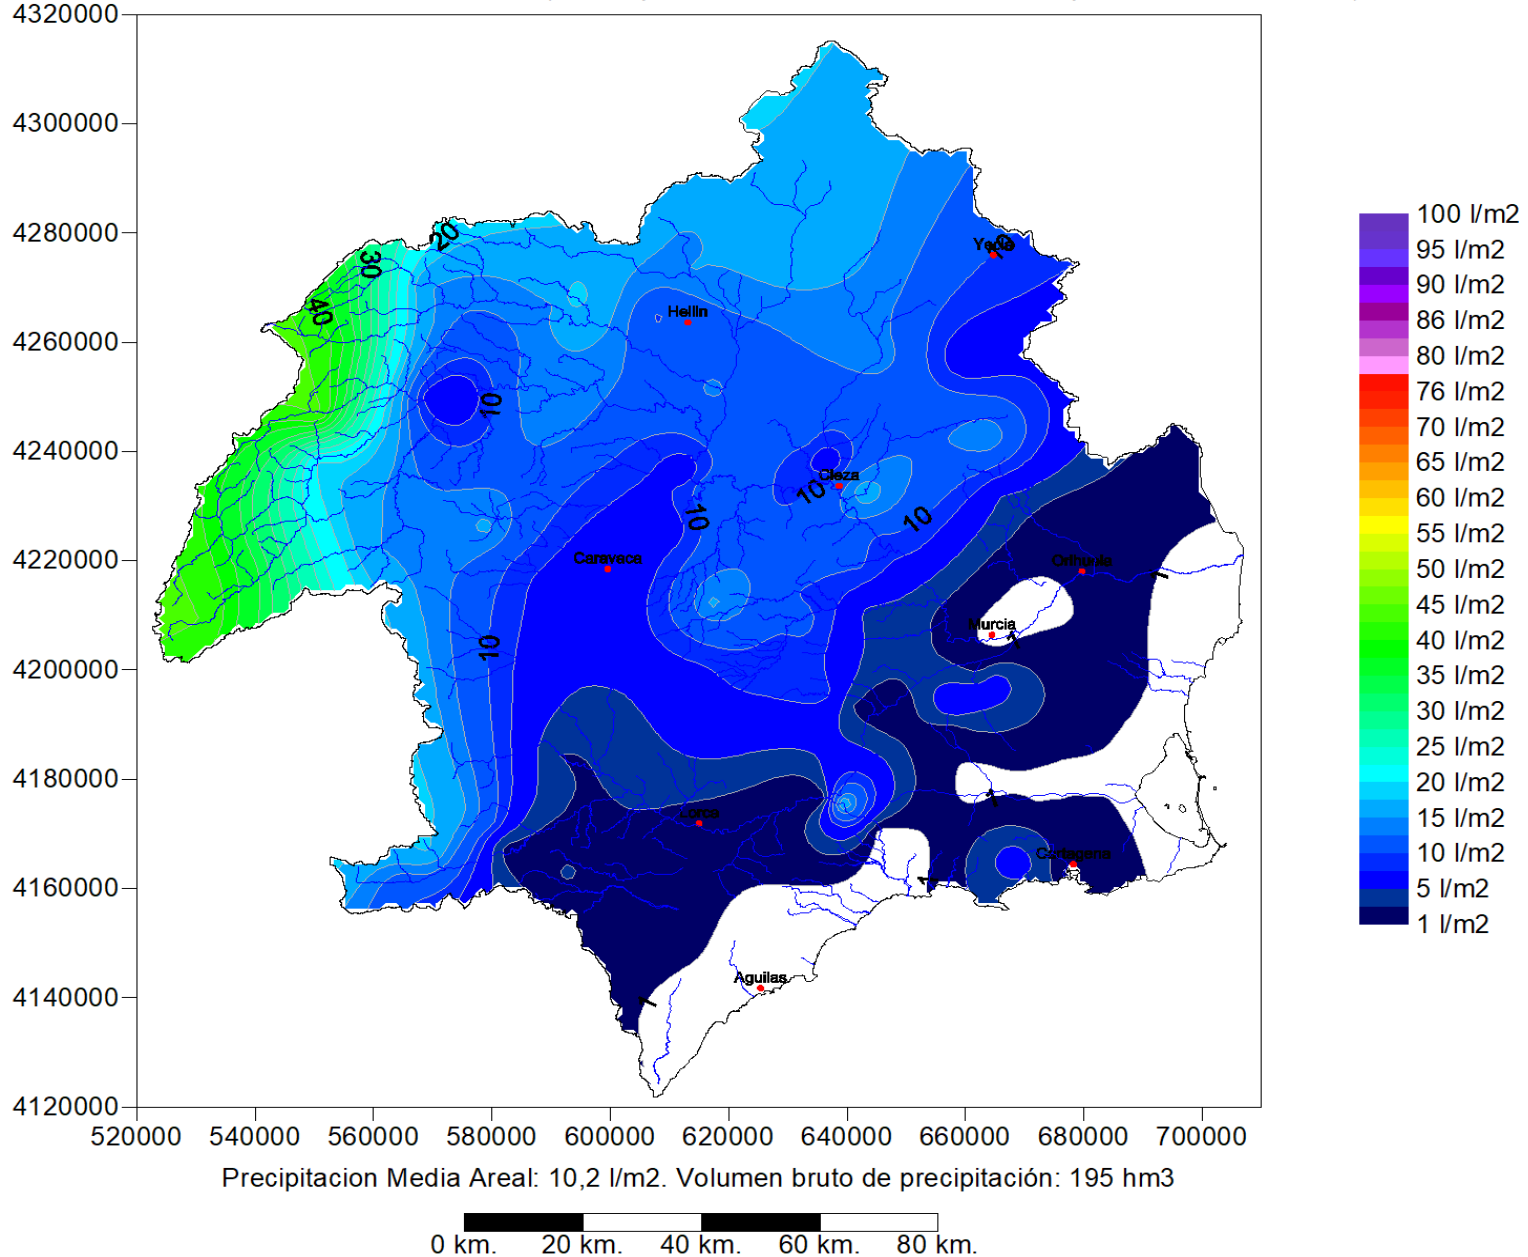 4320000
4300000
4280000
4260000
4240000
4220000
4200000
4180000
4160000
4140000
4120000
520000 540000 560000 580000 600000 620000 640000 660000 680000 700000
20
30
40
10
Yecla
10
Hellin
10
Cieza
10
10
10
Caravaca
Orihuela
1
Murcia
1
10
1
Lorca
Cartagena
1
Aguilas
1
100 l/m2
95 l/m2
90 l/m2
86 l/m2
80 l/m2
76 l/m2
70 l/m2
65 l/m2
60 l/m2
55 l/m2
50 l/m2
45 l/m2
40 l/m2
35 l/m2
30 l/m2
25 l/m2
20 l/m2
15 l/m2
10 l/m2
5 l/m2
1 l/m2
Precipitacion Media Areal: 10,2 l/m2. Volumen bruto de precipitación: 195 hm3
0 km. 20 km. 40 km. 60 km. 80 km.